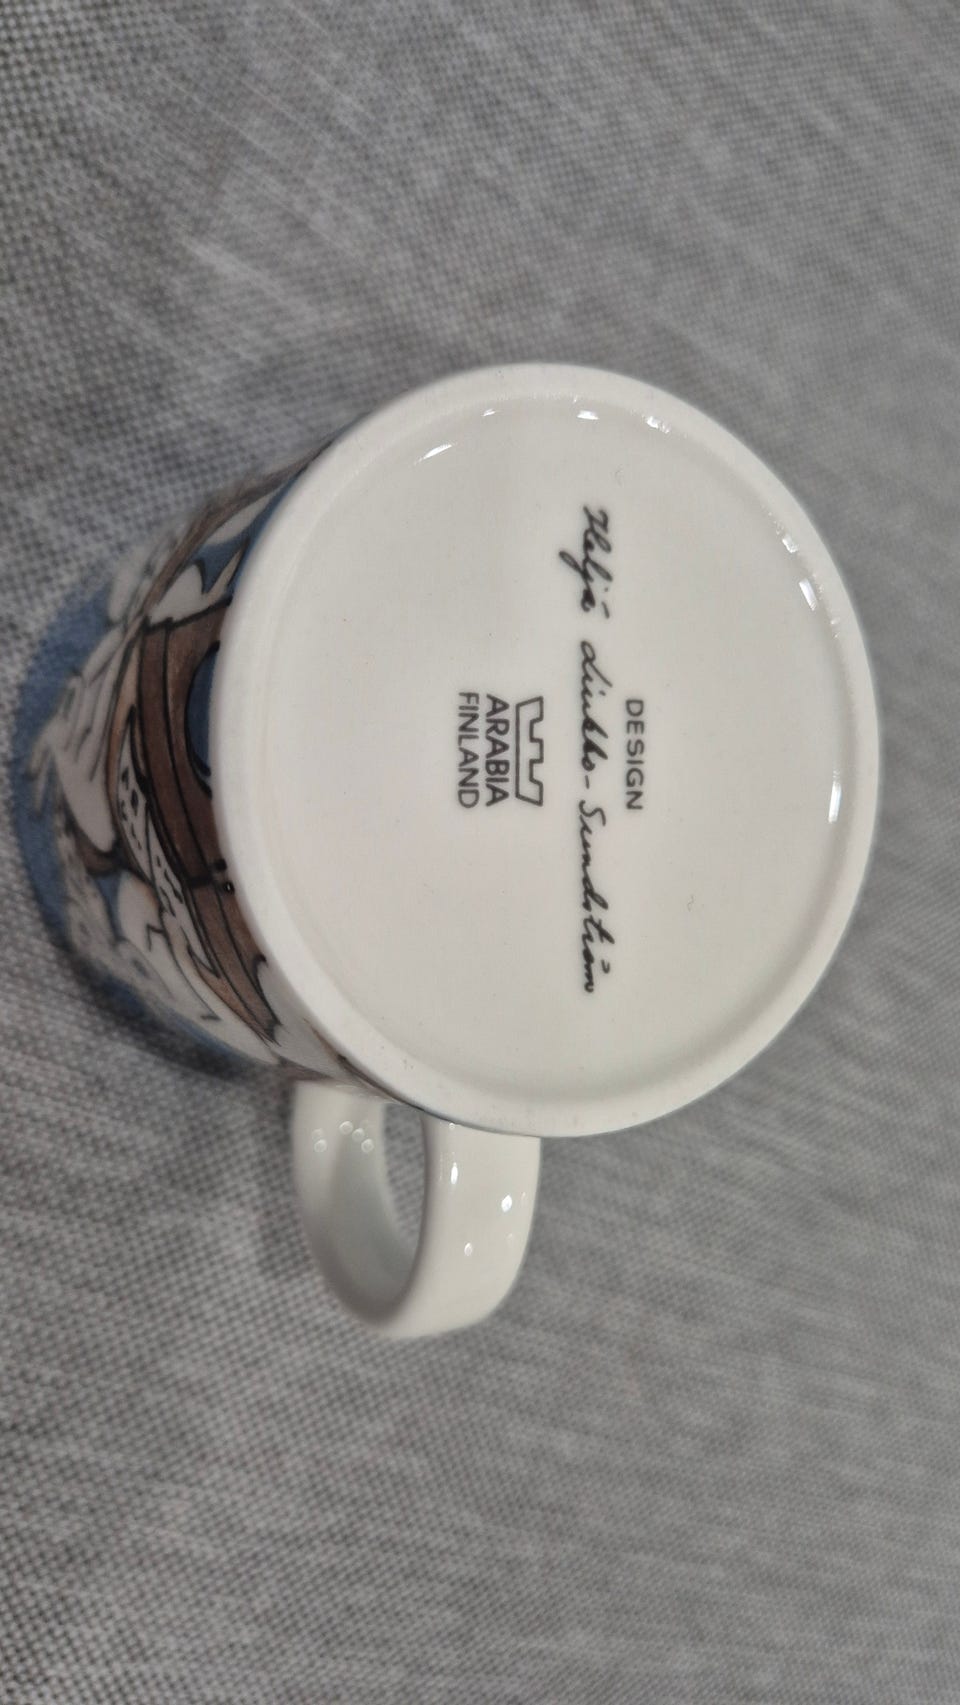 DESIGN
Heljä Liukko-Sundström
ARABIA
FINLAND